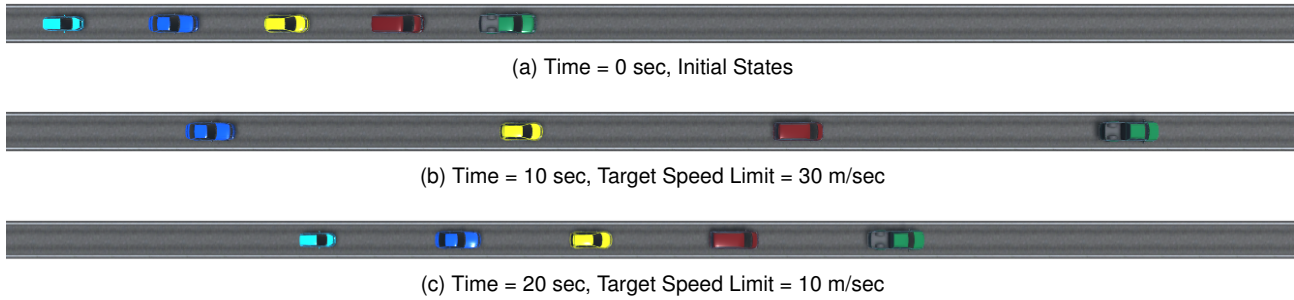 (a) Time = 0 sec, Initial States
(b) Time = 10 sec, Target Speed Limit = 30 m/sec
(c) Time = 20 sec, Target Speed Limit = 10 m/sec